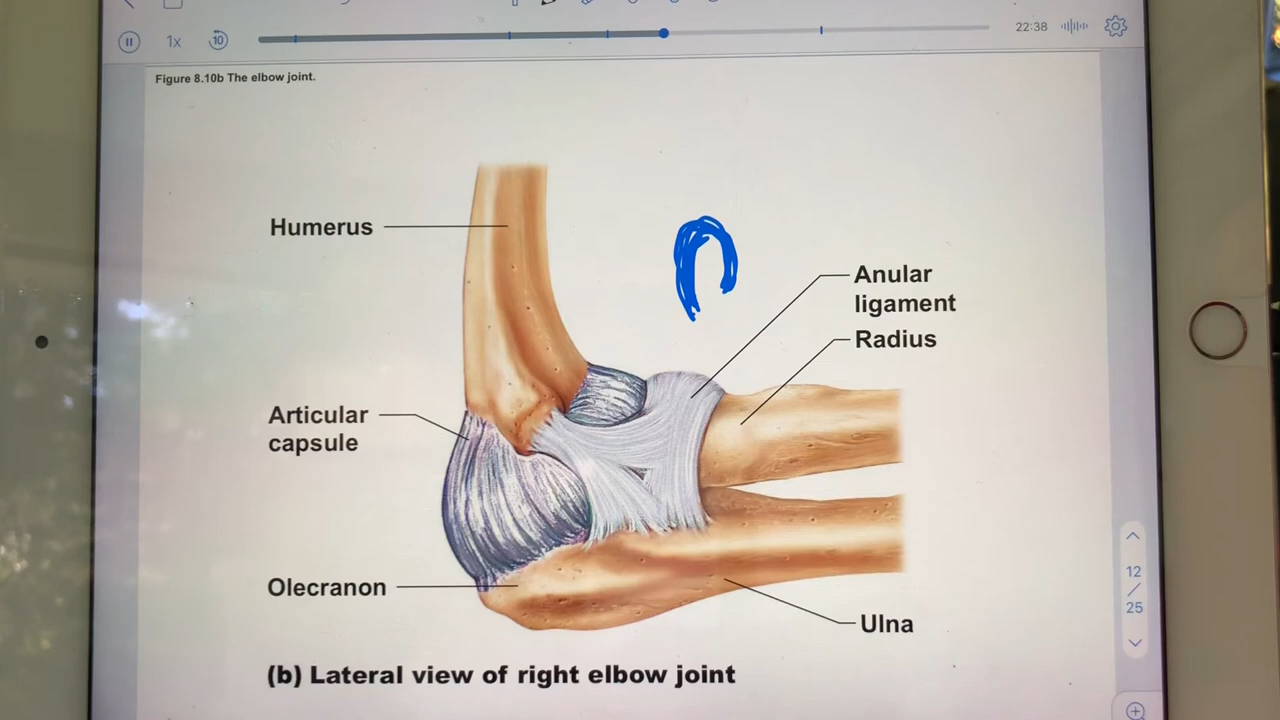 1x
10
22:38
Figure 8.10b The elbow joint.
Humerus
Anular
ligament
Radius
Articular
capsule
Olecranon
Ulna
12
/
25
(b) Lateral view of right elbow joint